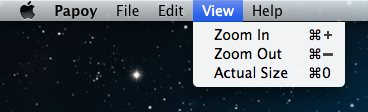 Papoy File Edit View Help
Zoom In ⌘+
Zoom Out ⌘–
Actual Size ⌘0